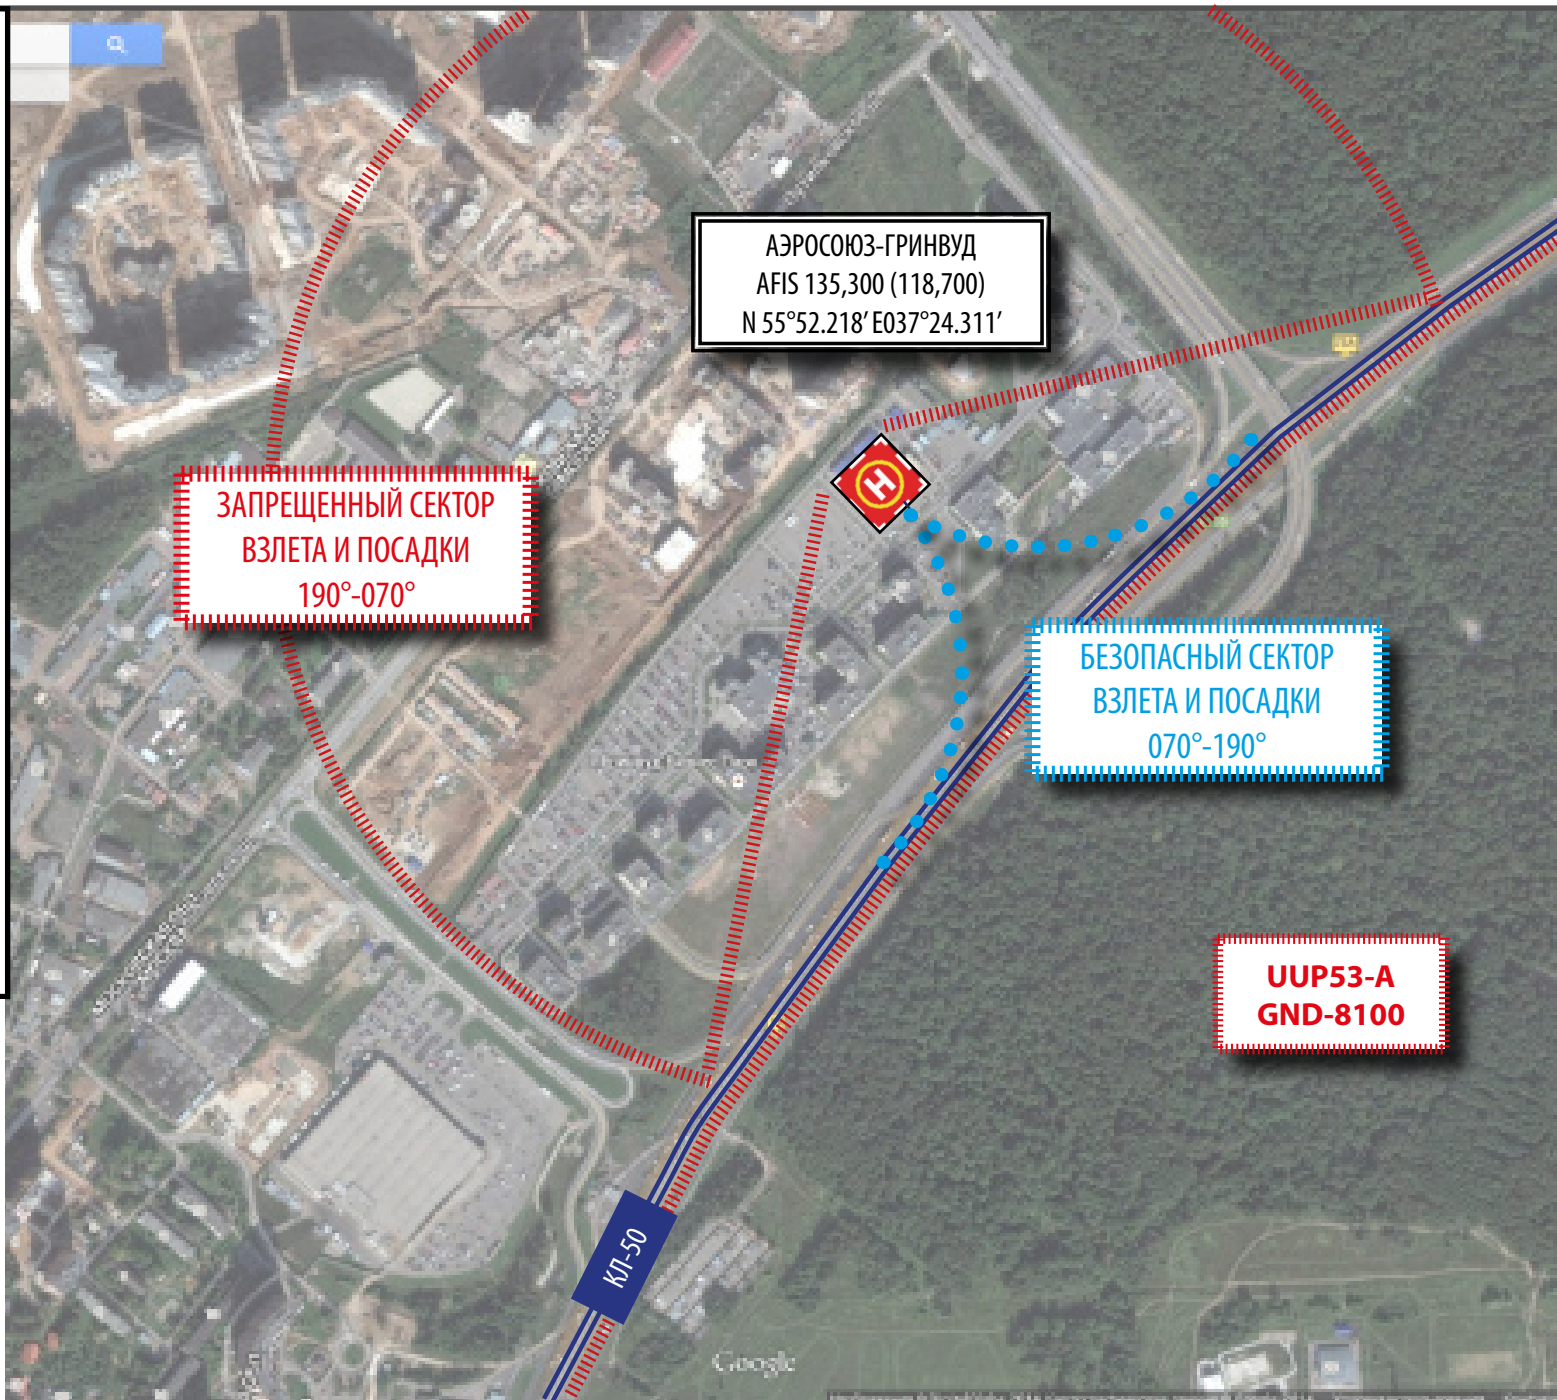 АЭРОСОЮЗ-ГРИНВУД
AFIS 135,300 (118,700)
N 55°52.218′ E037°24.311′
H
ЗАПРЕЩЕННЫЙ СЕКТОР
ВЗЛЕТА И ПОСАДКИ
190°-070°
БЕЗОПАСНЫЙ СЕКТОР
ВЗЛЕТА И ПОСАДКИ
070°-190°
UUP53-A
GND-8100
КЛ-50
Google